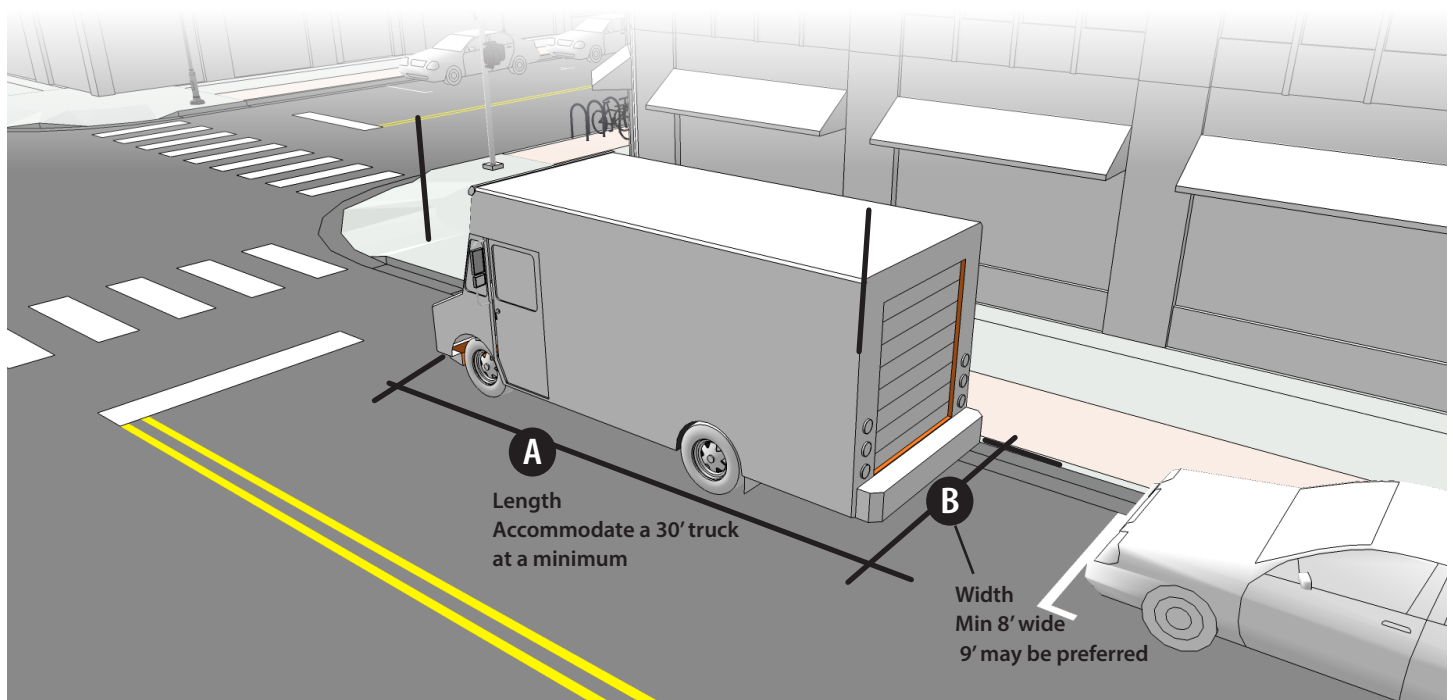 A
Length
Accommodate a 30’ truck
at a minimum
B
Width
Min 8’ wide
9’ may be preferred